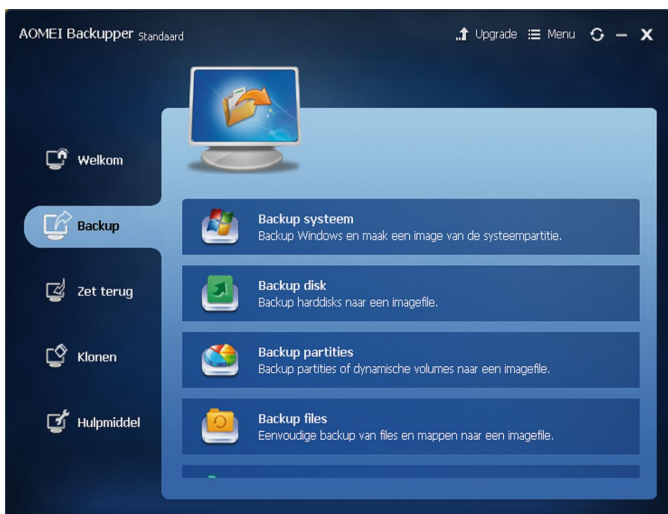 AOMEI Backupper Standaard
Upgrade Menu
Welkom
Backup
Zet terug
Klonen
Hulpmiddel
Backup systeem
Backup Windows en maak een image van de systeempartitie.
Backup disk
Backup harddisks naar een imagefile.
Backup partities
Backup partities of dynamische volumes naar een imagefile.
Backup files
Eenvoudige backup van files en mappen naar een imagefile.